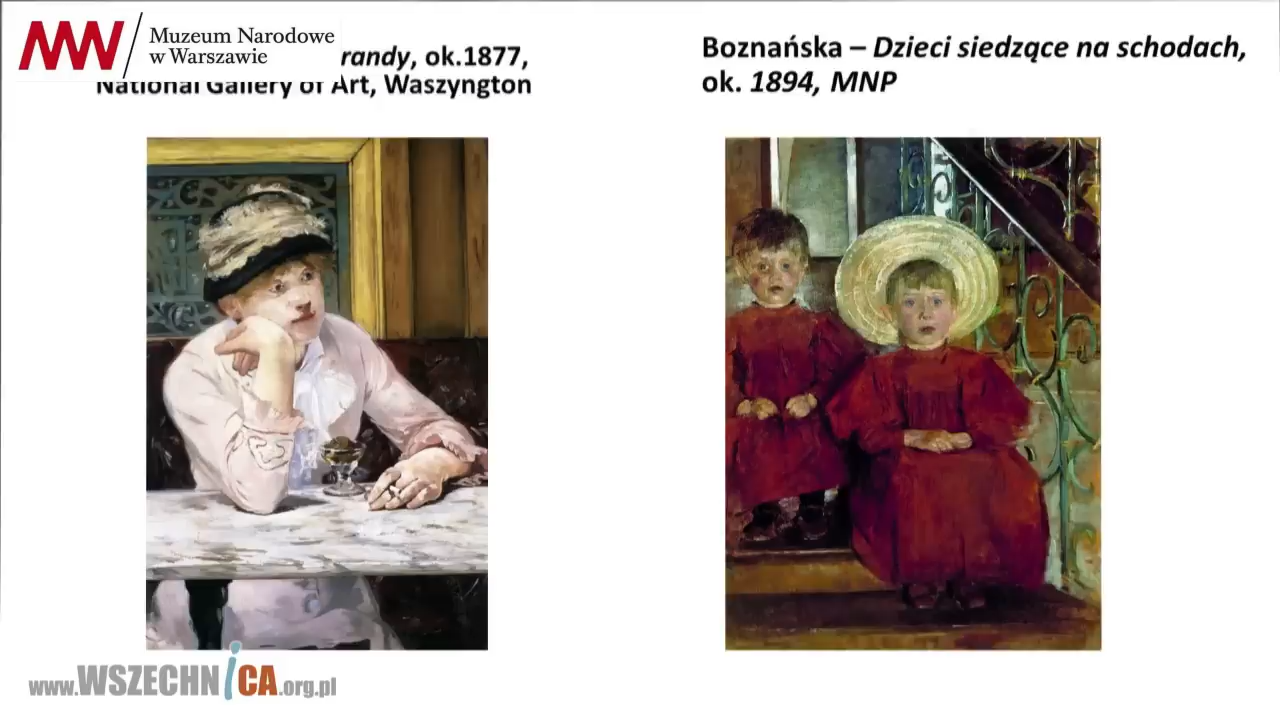 MW Muzeum Narodowe
w Warszawie
randy, ok.1877,
National Gallery of Art, Waszyngton
Boznańska – Dzieci siedzące na schodach,
ok. 1894, MNP
www.WSZECHNiCA.org.pl